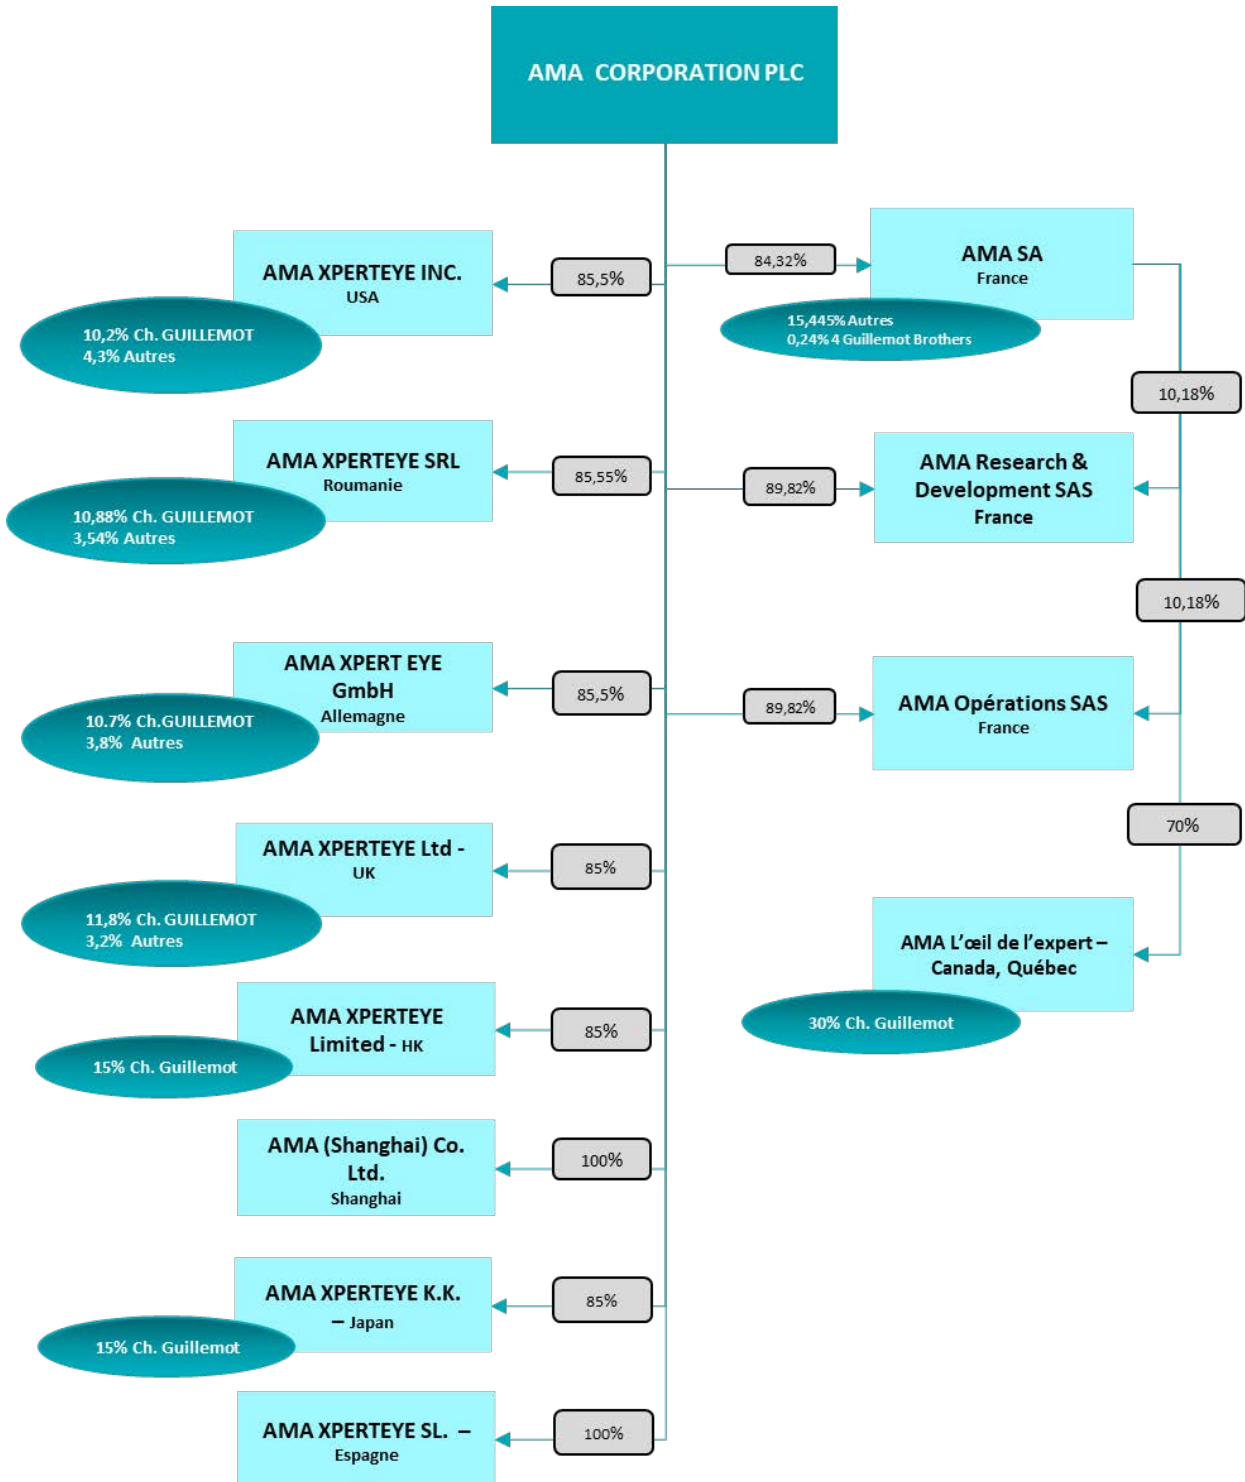 AMA CORPORATION PLC
AMA XPERTEYE INC.
USA
85,5%
10,2% Ch. GUILLEMOT
4,3% Autres
84,32%
AMA SA
France
15,445% Autres
0,24% 4 Guillemot Brothers
10,18%
AMA XPERTEYE SRL
Roumanie
85,55%
10,88% Ch. GUILLEMOT
3,54% Autres
89,82%
AMA Research &
Development SAS
France
10,18%
AMA XPERT EYE
GmbH
Allemagne
85,5%
10.7% Ch.GUILLEMOT
3,8% Autres
89,82%
AMA Opérations SAS
France
70%
AMA XPERTEYE Ltd -
UK
85%
11,8% Ch. GUILLEMOT
3,2% Autres
AMA L’œil de l’expert –
Canada, Québec
30% Ch. Guillemot
AMA XPERTEYE
Limited - HK
85%
15% Ch. Guillemot
AMA (Shanghai) Co.
Ltd.
Shanghai
100%
AMA XPERTEYE K.K.
– Japan
85%
15% Ch. Guillemot
AMA XPERTEYE SL. –
Espagne
100%